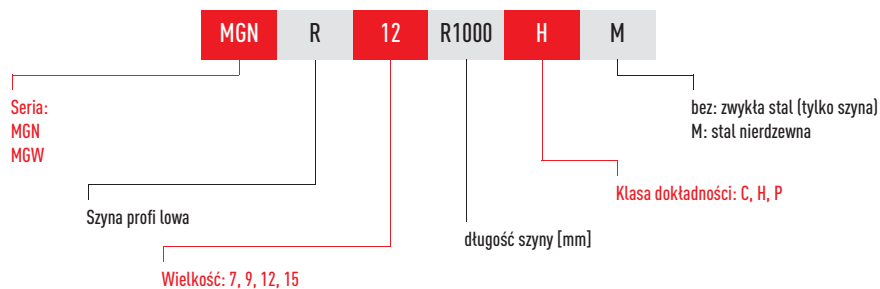 MGN R 12 R1000 H M
Seria:
MGN
MGW
bez: zwykła stal (tylko szyna)
M: stal nierdzewna
Klasa dokładności: C, H, P
Szyna profi lowa
długość szyny [mm]
Wielkość: 7, 9, 12, 15